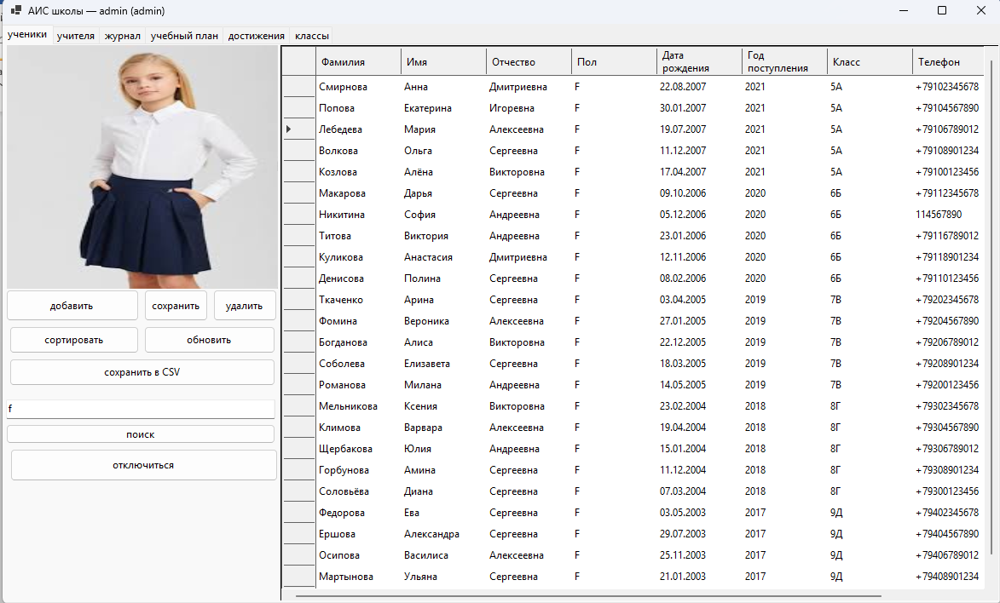 АИС школы — admin (admin)
ученики учителя журнал учебный план достижения классы
Фамилия Имя Отчество Пол Дата рождения Год поступления Класс Телефон
Смирнова Анна Дмитриевна F 22.08.2007 2021 5А +79102345678
Попова Екатерина Игоревна F 30.01.2007 2021 5А +79104567890
Лебедева Мария Алексеевна F 19.07.2007 2021 5А +79106789012
Волкова Ольга Сергеевна F 11.12.2007 2021 5А +79108901234
Козлова Алёна Викторовна F 17.04.2007 2021 5А +79100123456
Макарова Дарья Сергеевна F 09.10.2006 2020 6Б +79112345678
Никитина София Андреевна F 05.12.2006 2020 6Б 114567890
Титова Виктория Андреевна F 23.01.2006 2020 6Б +79116789012
Куликова Анастасия Дмитриевна F 12.11.2006 2020 6Б +79118901234
Денисова Полина Сергеевна F 08.02.2006 2020 6Б +79110123456
Ткаченко Арина Сергеевна F 03.04.2005 2019 7В +79202345678
Фомина Вероника Алексеевна F 27.01.2005 2019 7В +79204567890
Богданова Алиса Викторовна F 22.12.2005 2019 7В +79206789012
Соболева Елизавета Сергеевна F 18.03.2005 2019 7В +79208901234
Романова Милана Андреевна F 14.05.2005 2019 7В +79200123456
Мельникова Ксения Викторовна F 23.02.2004 2018 8Г +79302345678
Климова Варвара Алексеевна F 19.04.2004 2018 8Г +79304567890
Щербакова Юлия Андреевна F 15.01.2004 2018 8Г +79306789012
Горбунова Амина Сергеевна F 11.12.2004 2018 8Г +79308901234
Соловьёва Диана Сергеевна F 07.03.2004 2018 8Г +79300123456
Федорова Ева Сергеевна F 03.05.2003 2017 9Д +79402345678
Ершова Александра Сергеевна F 29.07.2003 2017 9Д +79404567890
Осипова Василиса Алексеевна F 25.11.2003 2017 9Д +79406789012
Мартынова Ульяна Сергеевна F 21.01.2003 2017 9Д +79408901234
добавить сохранить удалить
сортировать обновить
сохранить в CSV
f
поиск
отключиться